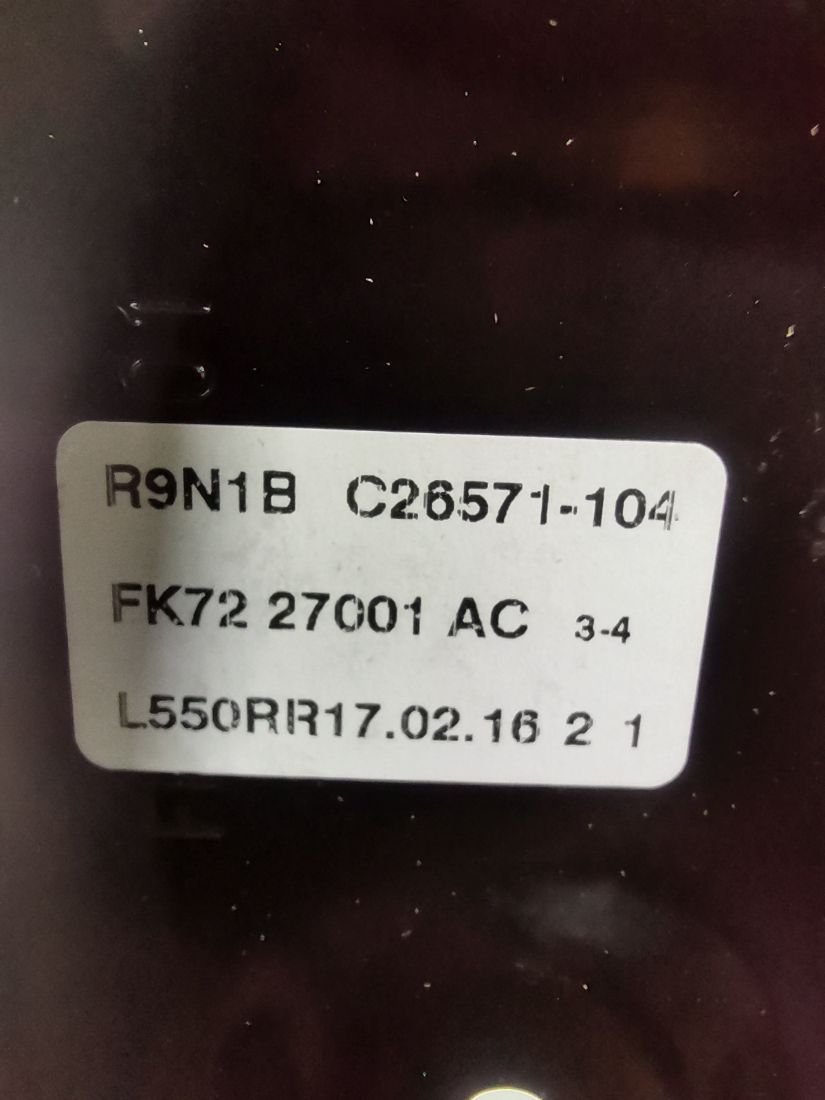 R9N1B C26571-104
FK72 27001 AC 3-4
L550RR17.02.16 2 1